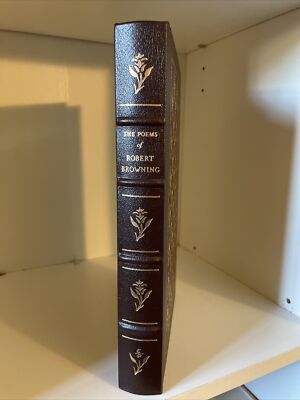 THE POEMS
of
ROBERT
BROWNING